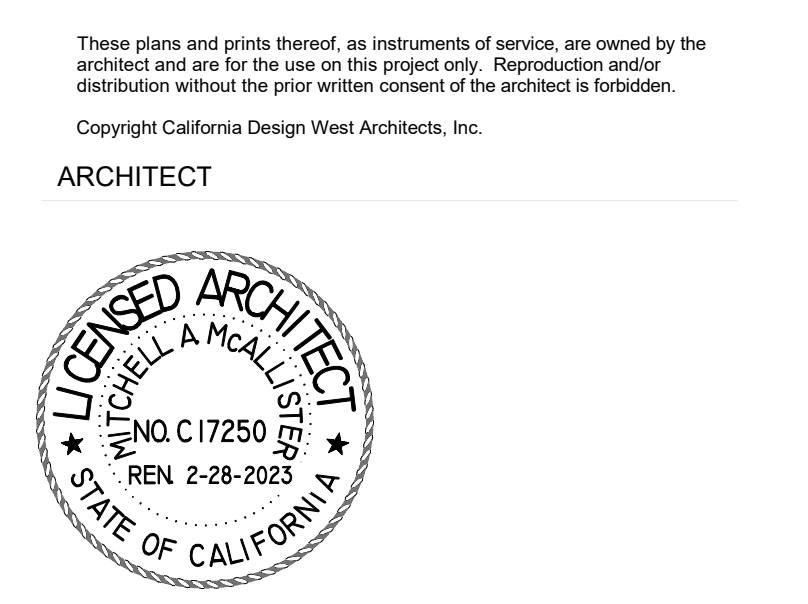 These plans and prints thereof, as instruments of service, are owned by the
architect and are for the use on this project only.  Reproduction and/or
distribution without the prior written consent of the architect is forbidden.
Copyright California Design West Architects, Inc.
ARCHITECT
LICENSED ARCHITECT
MITCHELL A McALLISTER
NO. C 17250
REN. 2-28-2023
STATE OF CALIFORNIA